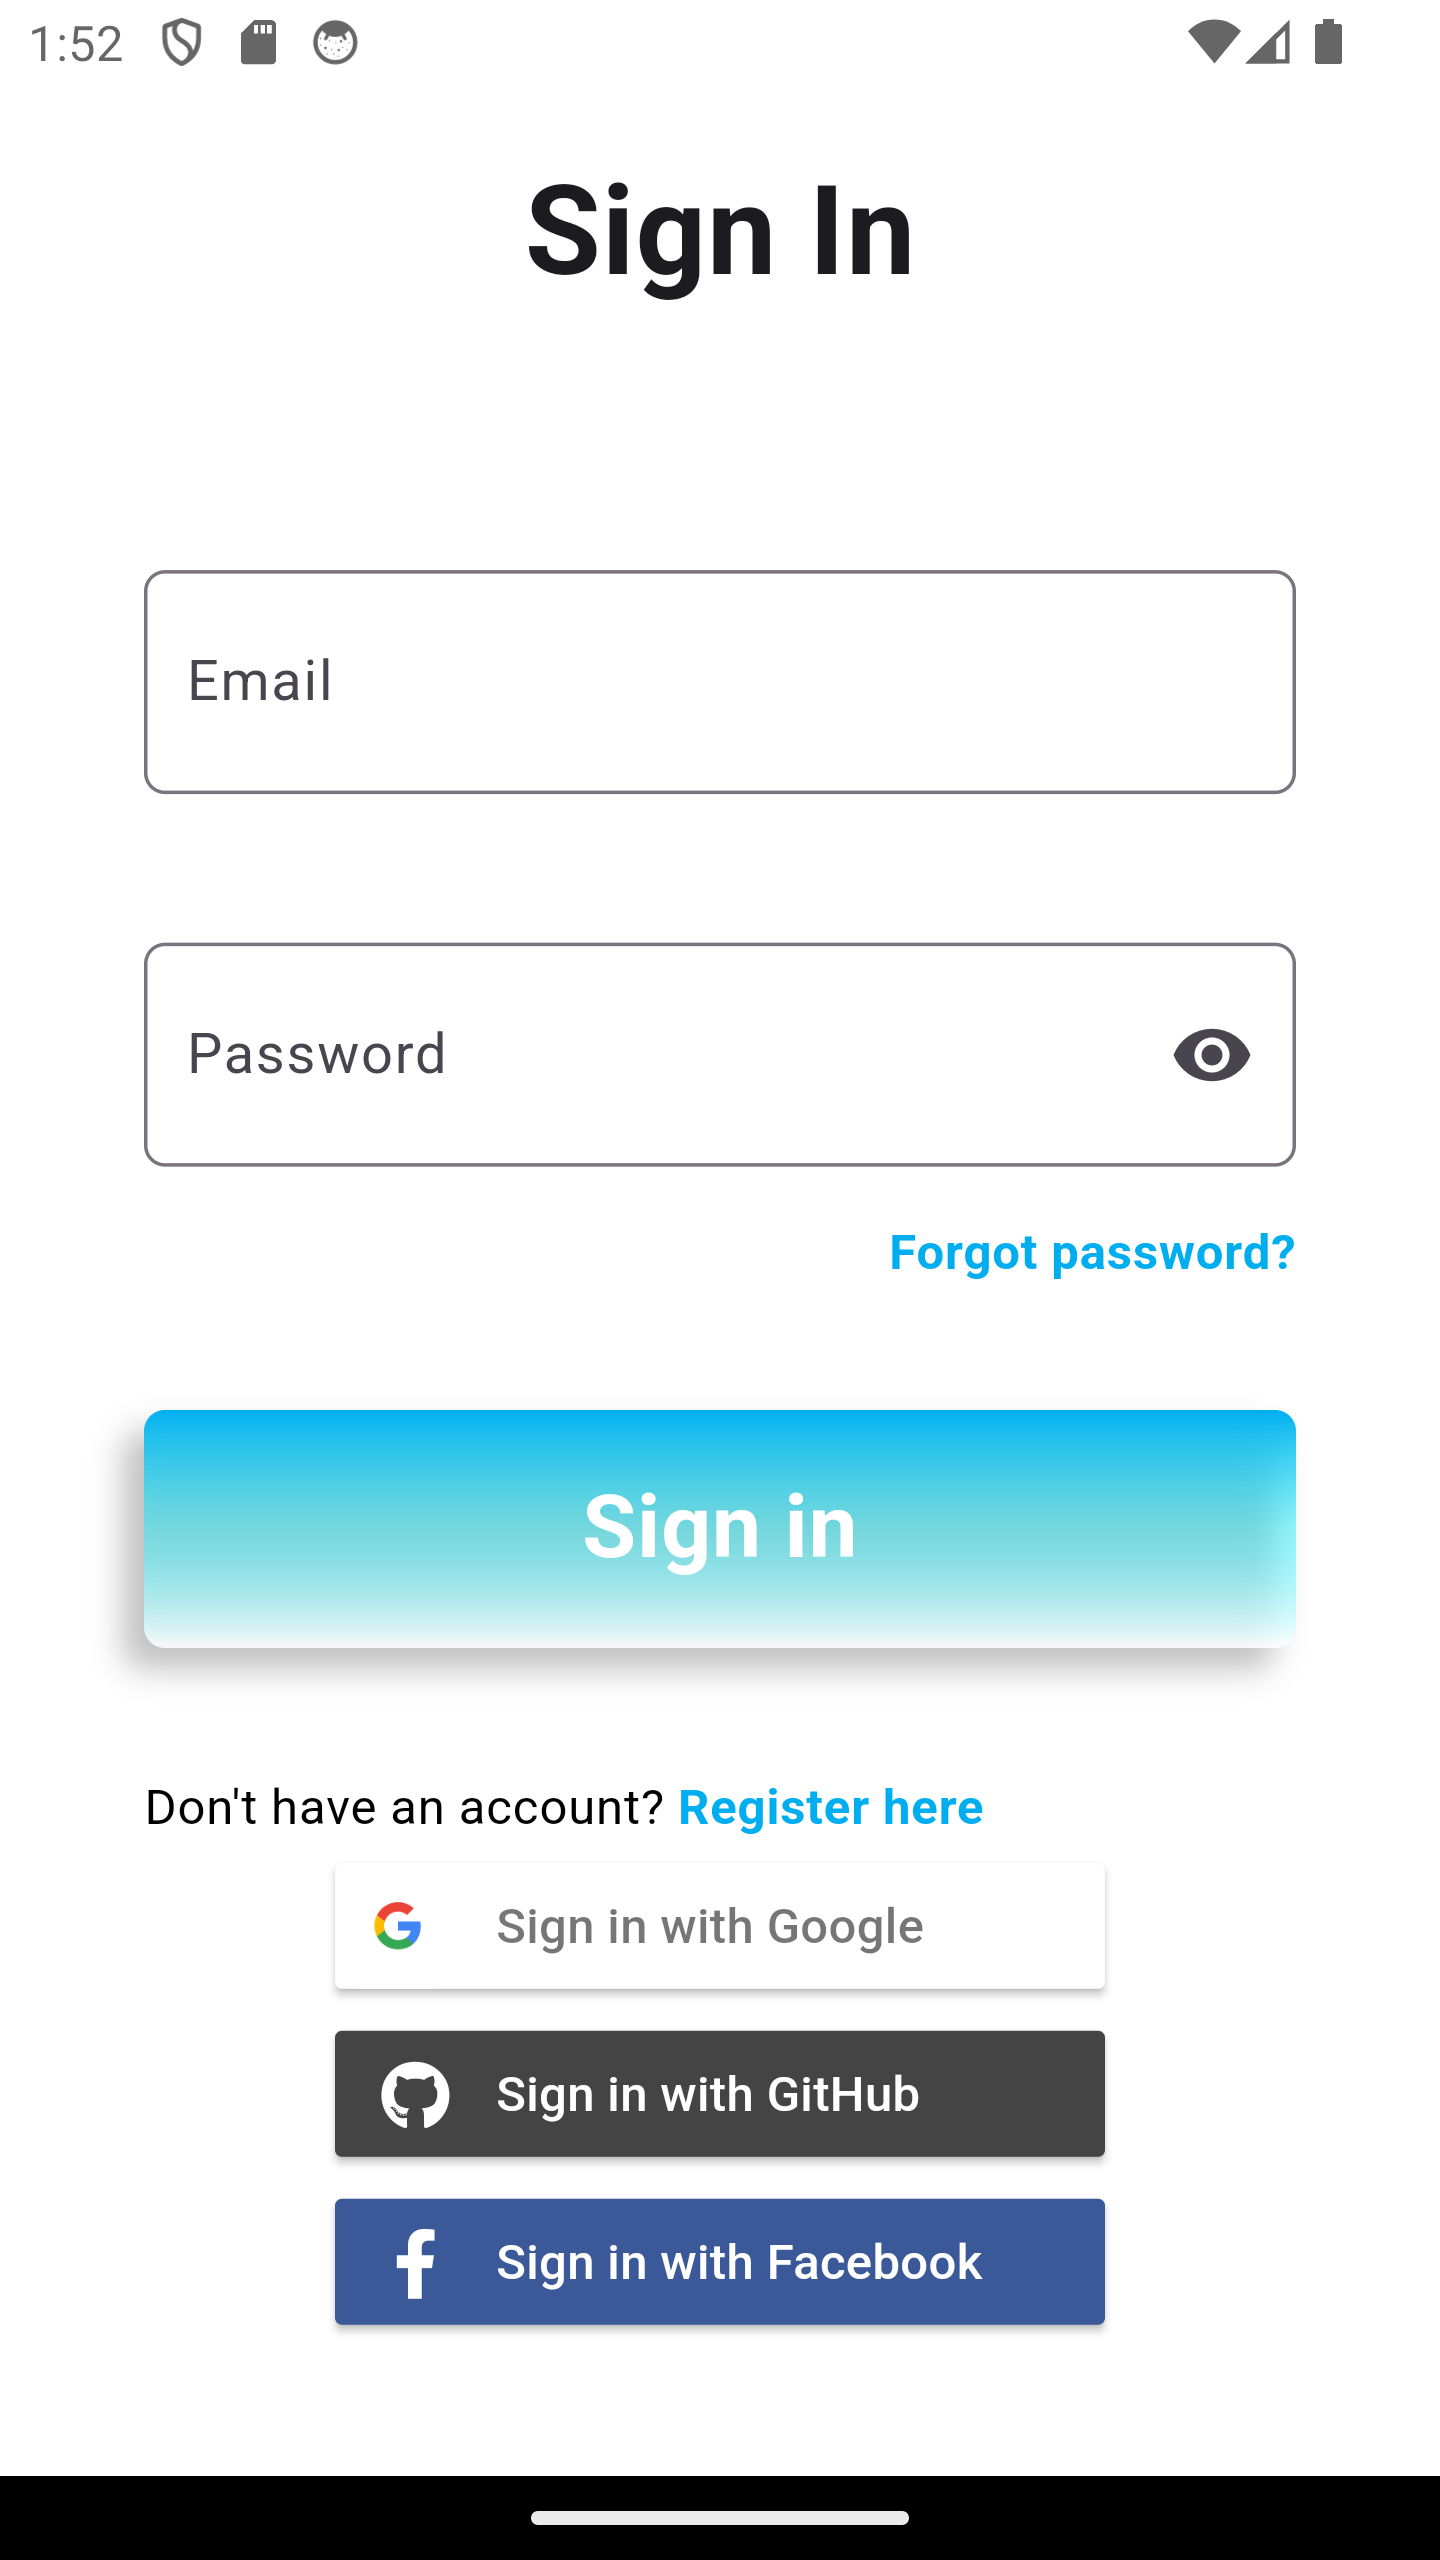 1:52
Sign In
Email
Password
Forgot password?
Sign in
Don't have an account? Register here
Sign in with Google
Sign in with GitHub
Sign in with Facebook